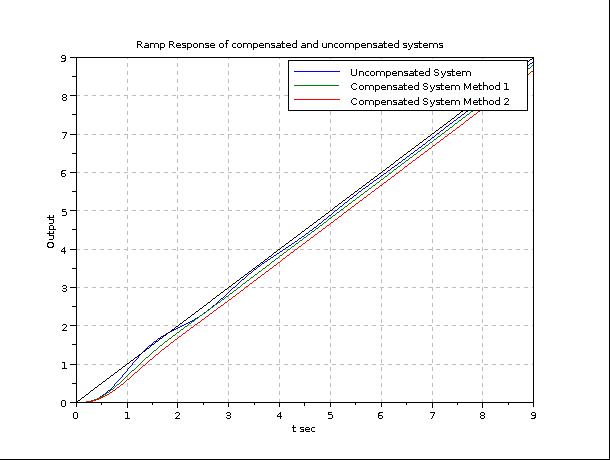 Ramp Response of compensated and uncompensated systems
9
8
7
6
5
4
3
2
1
0
Output
Uncompensated System
Compensated System Method 1
Compensated System Method 2
0 1 2 3 4 5 6 7 8 9
t sec